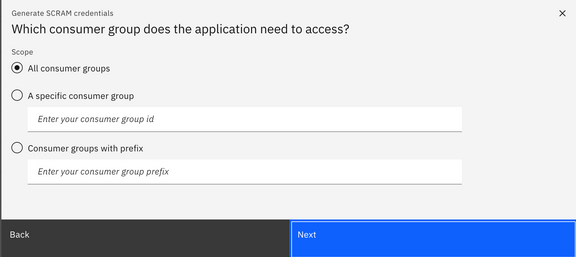 Generate SCRAM credentials
Which consumer group does the application need to access?
Scope
All consumer groups
A specific consumer group
Enter your consumer group id
Consumer groups with prefix
Enter your consumer group prefix
Back
Next